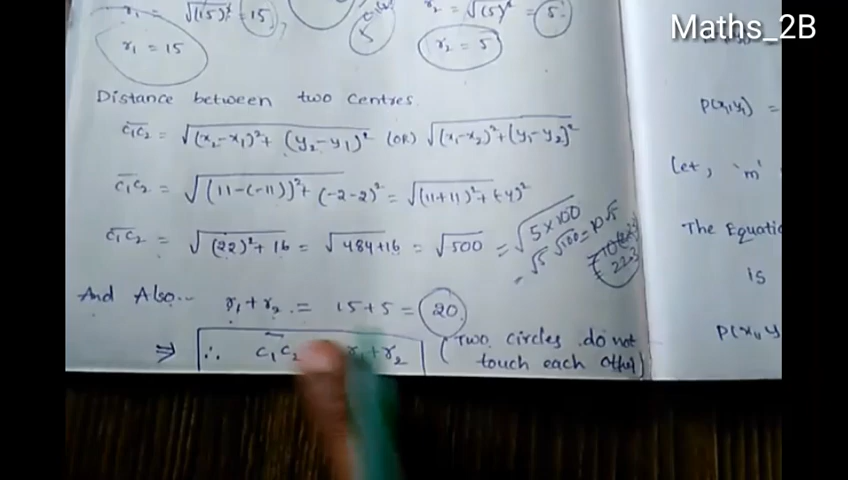 Maths_2B
√(15)² = 15
r₂ = √(5)² = 5
r₁ = 15
r₂ = 5
Distance between two centres.
C₁C₂ = √(x₂-x₁)²+(y₂-y₁)² (OR) √(x₁-x₂)²+(y₁-y₂)²
C₁C₂ = √(11-(-11))²+(-2-2)² = √(11+11)²+(-4)²
C₁C₂ = √(22)²+16 = √484+16 = √500 = √5×100
= √5 √100 = 10√5
And Also.. r₁+r₂ = 15+5 = 20
⇒ ∴ C₁C₂ r₁+r₂ (Two circles do not
touch each other)
P(x₁,y₁) =
Let, 'm'
The Equatio
is
P(x₁, y